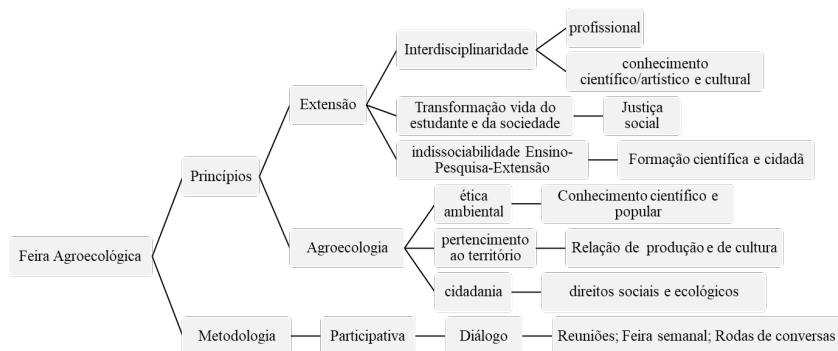 profissional
Interdisciplinaridade
conhecimento
científico/artístico e cultural
Extensão
Transformação vida do
estudante e da sociedade
Justiça
social
indissociabilidade Ensino-
Pesquisa-Extensão
Formação científica e cidadã
Princípios
ética
ambiental
Conhecimento científico e
popular
Agroecologia
pertencimento
ao território
Relação de produção e de cultura
Feira Agroecológica
cidadania
direitos sociais e ecológicos
Metodologia
Participativa
Diálogo
Reuniões; Feira semanal; Rodas de conversas